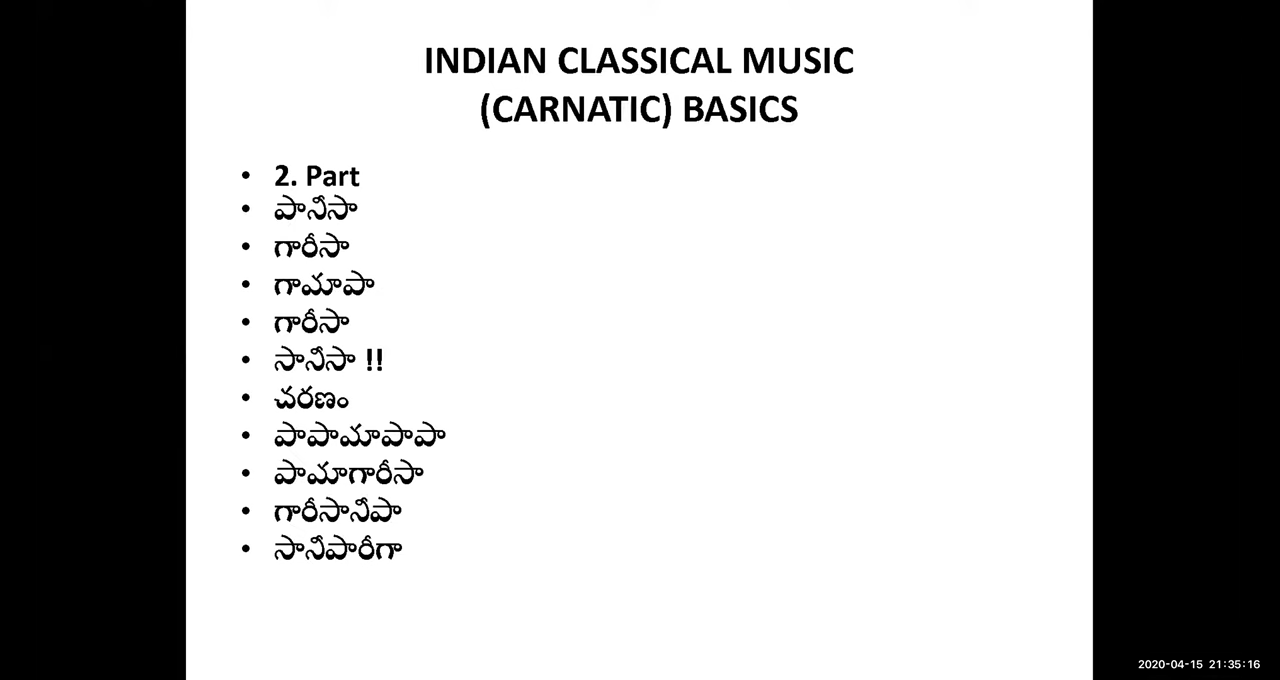 INDIAN CLASSICAL MUSIC
(CARNATIC) BASICS
• 2. Part
• పానీసా
• గారీసా
• గామాపా
• గారీసా
• సానీసా !!
• చరణం
• పాపామాపాపా
• పామాగారీసా
• గారీసానీపా
• సానీపారీగా
2020-04-15 21:35:16